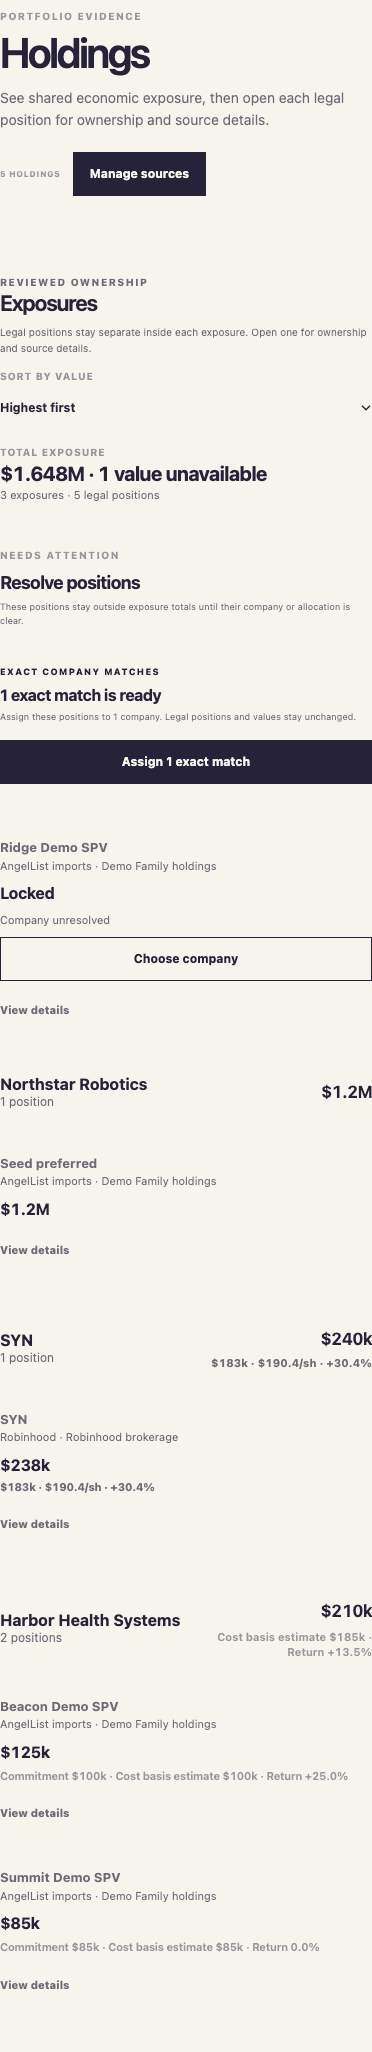 PORTFOLIO EVIDENCE
Holdings
See shared economic exposure, then open each legal
position for ownership and source details.
5 HOLDINGS
Manage sources
REVIEWED OWNERSHIP
Exposures
Legal positions stay separate inside each exposure. Open one for ownership
and source details.
SORT BY VALUE
Highest first
TOTAL EXPOSURE
$1.648M · 1 value unavailable
3 exposures · 5 legal positions
NEEDS ATTENTION
Resolve positions
These positions stay outside exposure totals until their company or allocation is
clear.
EXACT COMPANY MATCHES
1 exact match is ready
Assign these positions to 1 company. Legal positions and values stay unchanged.
Assign 1 exact match
Ridge Demo SPV
AngelList imports · Demo Family holdings
Locked
Company unresolved
Choose company
View details
Northstar Robotics
1 position
$1.2M
Seed preferred
AngelList imports · Demo Family holdings
$1.2M
View details
SYN
1 position
$240k
$183k · $190.4/sh · +30.4%
SYN
Robinhood · Robinhood brokerage
$238k
$183k · $190.4/sh · +30.4%
View details
Harbor Health Systems
2 positions
$210k
Cost basis estimate $185k ·
Return +13.5%
Beacon Demo SPV
AngelList imports · Demo Family holdings
$125k
Commitment $100k · Cost basis estimate $100k · Return +25.0%
View details
Summit Demo SPV
AngelList imports · Demo Family holdings
$85k
Commitment $85k · Cost basis estimate $85k · Return 0.0%
View details